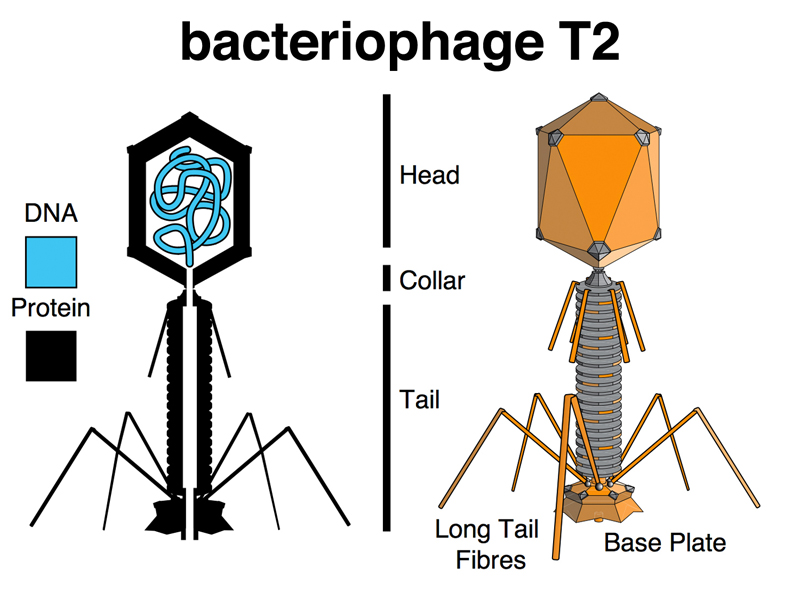 bacteriophage T2
DNA
Protein
Head
Collar
Tail
Long Tail
Fibres
Base Plate